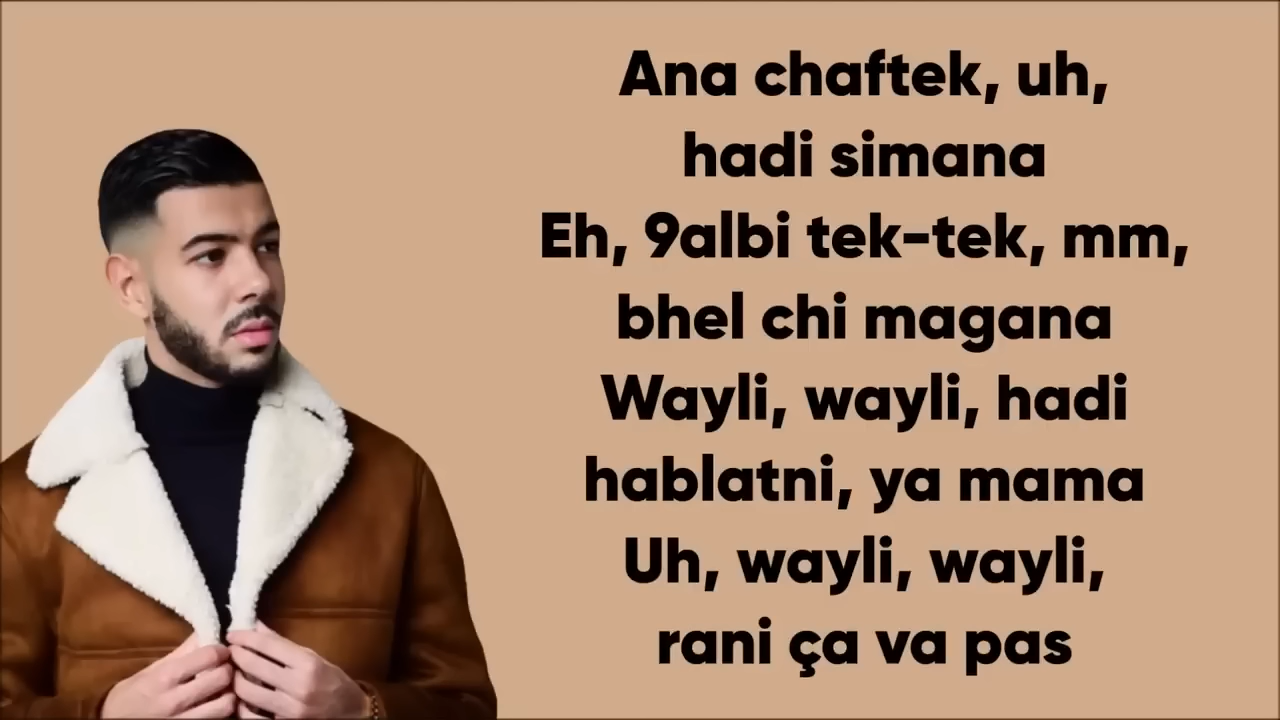 Ana chaftek, uh,
hadi simana
Eh, 9albi tek-tek, mm,
bhel chi magana
Wayli, wayli, hadi
hablatni, ya mama
Uh, wayli, wayli,
rani ça va pas